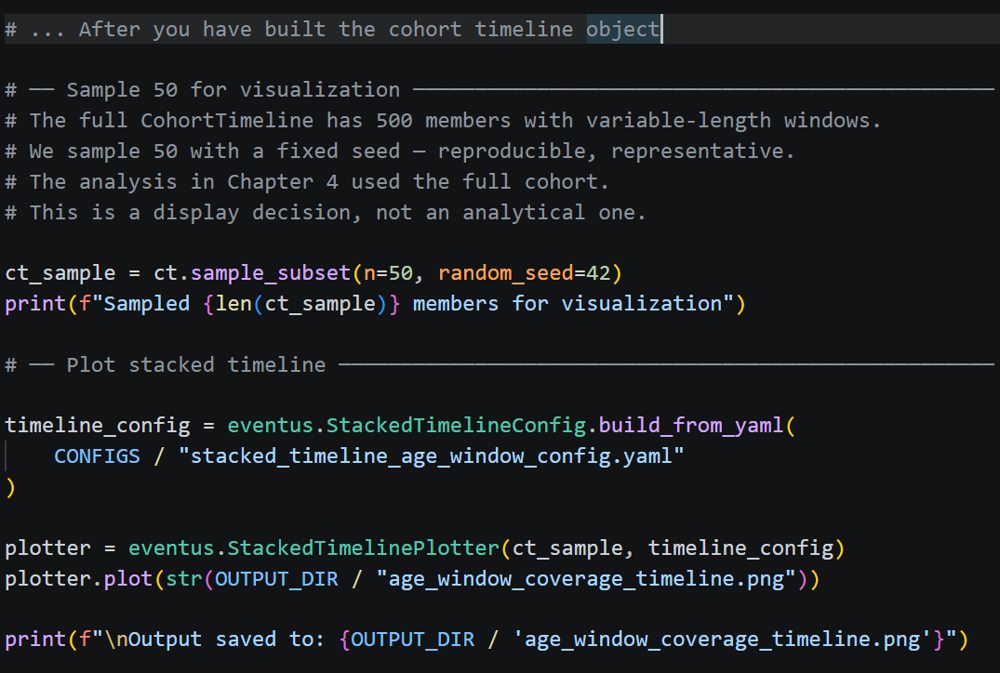 # ... After you have built the cohort timeline object
# ── Sample 50 for visualization ───────────────────────────────────────────────
# The full CohortTimeline has 500 members with variable-length windows.
# We sample 50 with a fixed seed — reproducible, representative.
# The analysis in Chapter 4 used the full cohort.
# This is a display decision, not an analytical one.
ct_sample = ct.sample_subset(n=50, random_seed=42)
print(f"Sampled {len(ct_sample)} members for visualization")
# ── Plot stacked timeline ─────────────────────────────────────────────────────
timeline_config = eventus.StackedTimelineConfig.build_from_yaml(
    CONFIGS / "stacked_timeline_age_window_config.yaml"
)
plotter = eventus.StackedTimelinePlotter(ct_sample, timeline_config)
plotter.plot(str(OUTPUT_DIR / "age_window_coverage_timeline.png"))
print(f"\nOutput saved to: {OUTPUT_DIR / 'age_window_coverage_timeline.png'}")